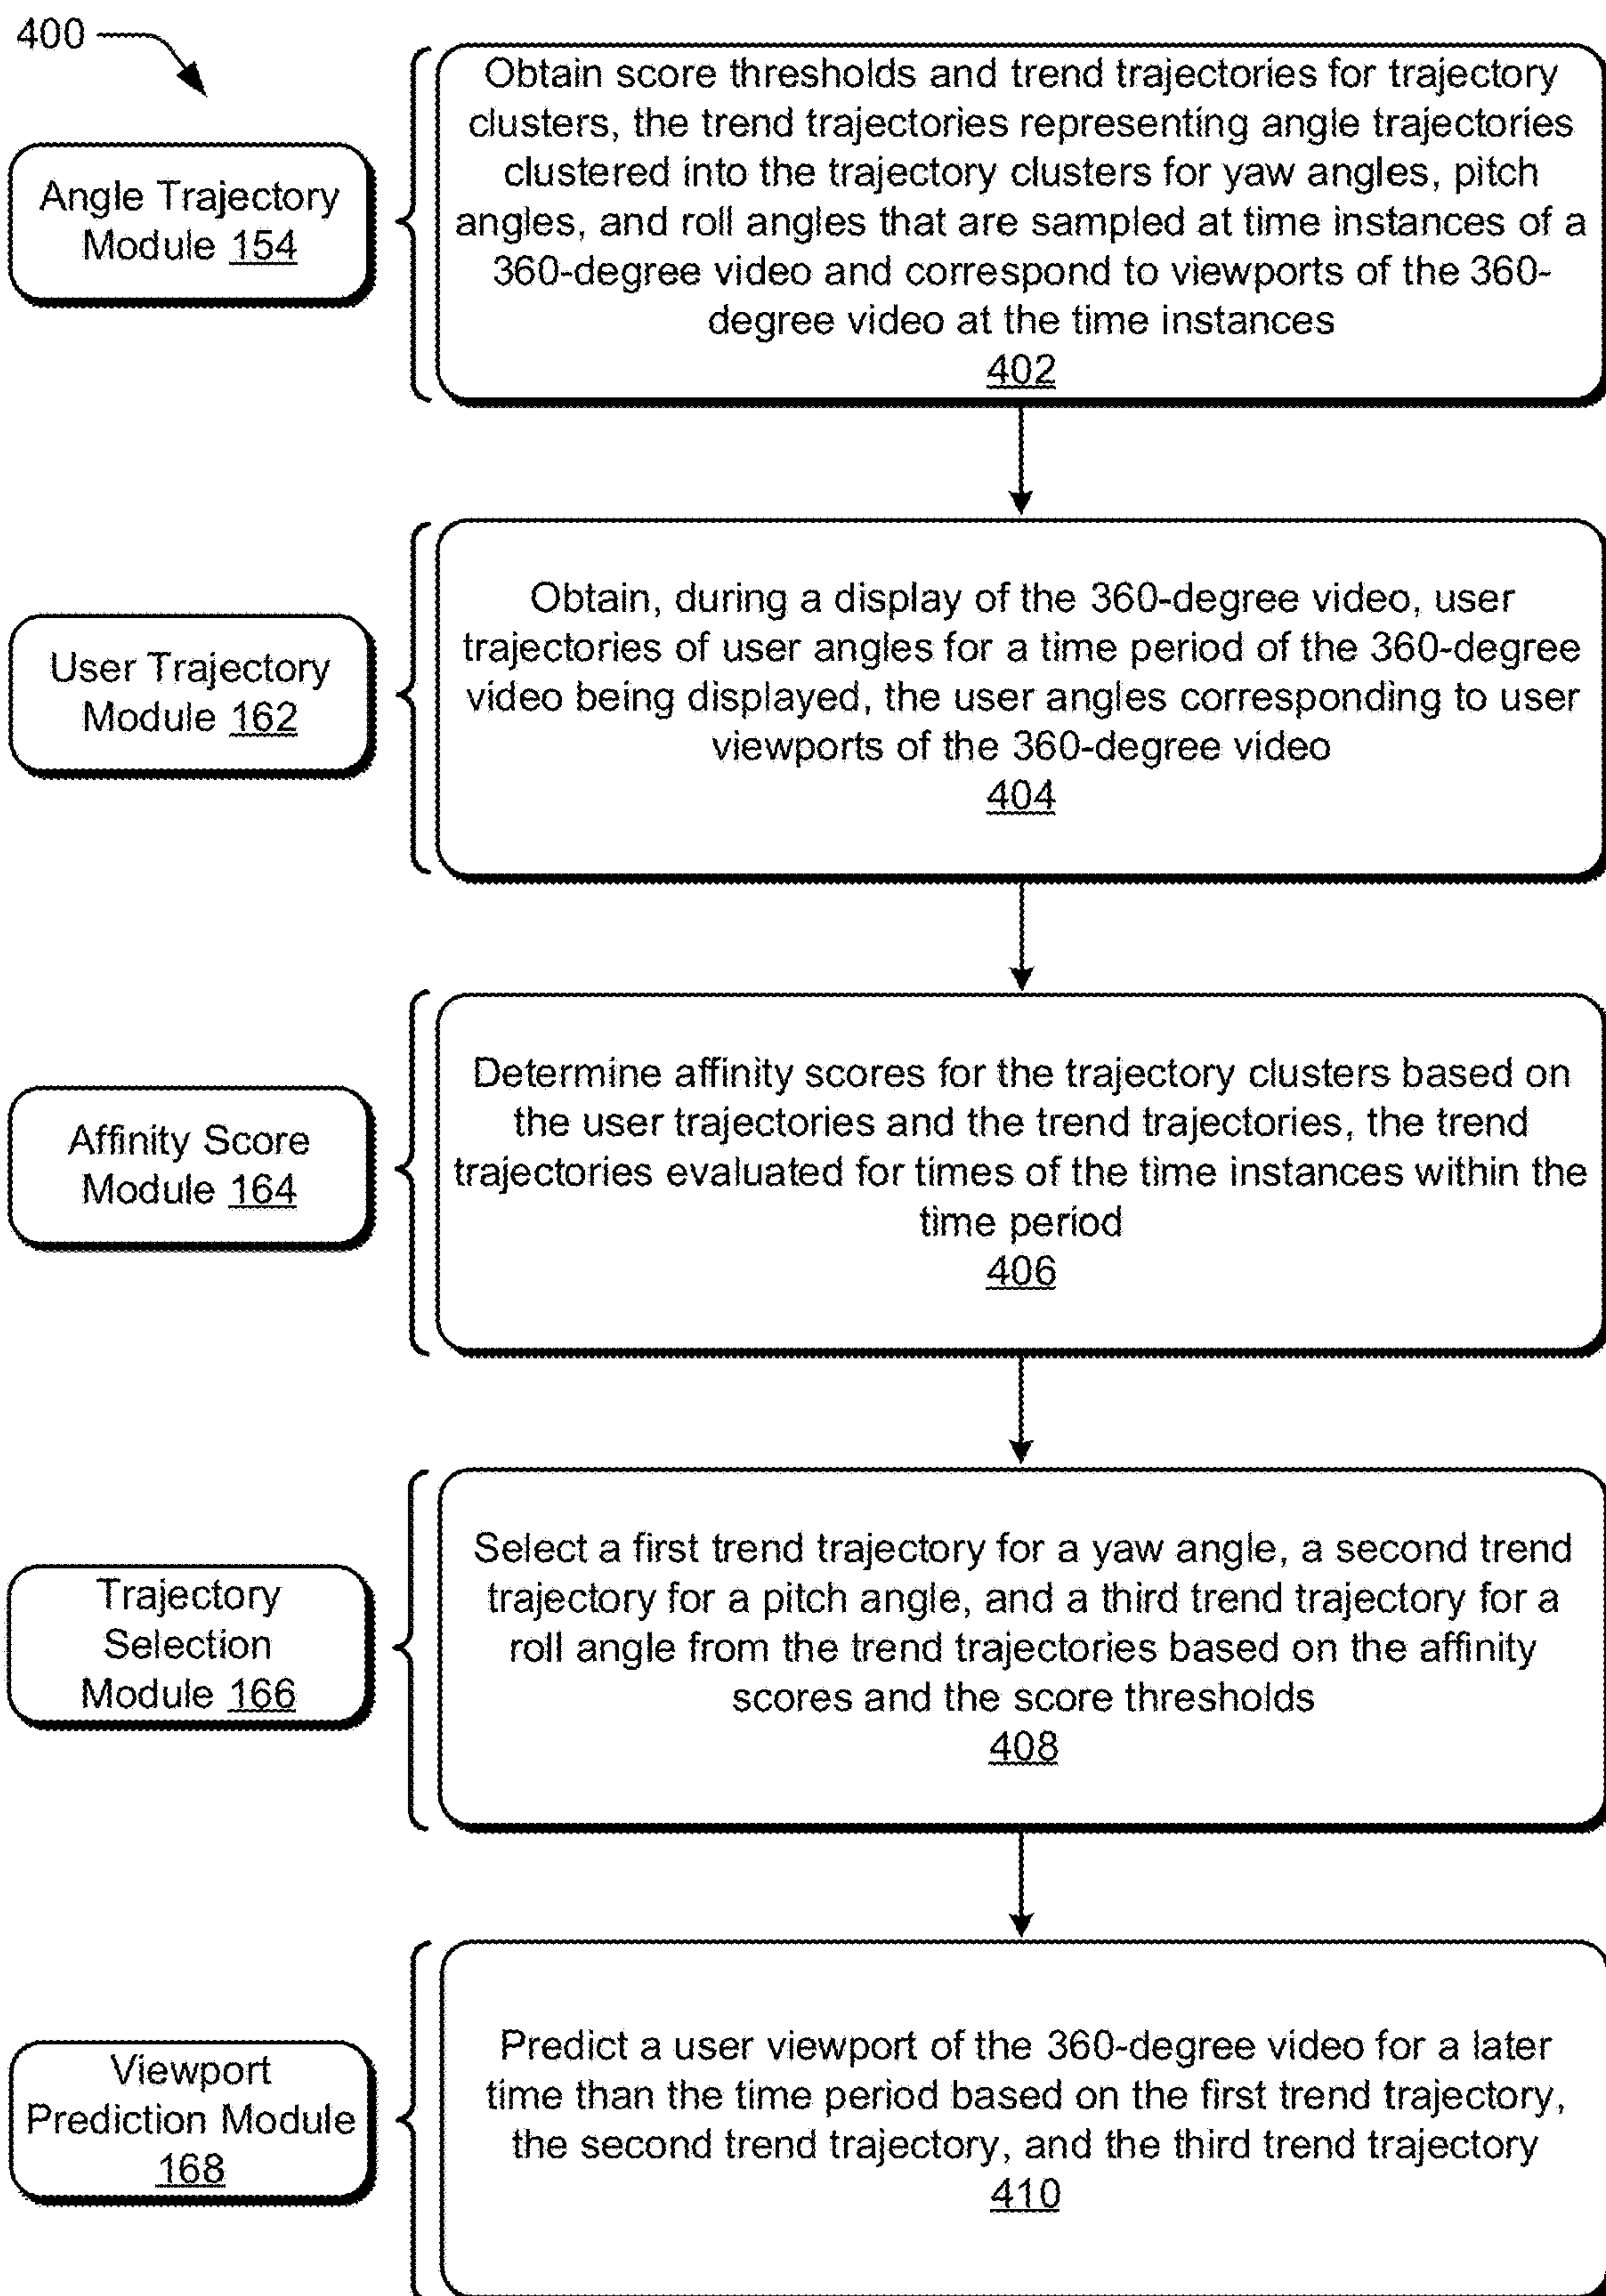 400
Angle Trajectory
Module 154
Obtain score thresholds and trend trajectories for trajectory
clusters, the trend trajectories representing angle trajectories
clustered into the trajectory clusters for yaw angles, pitch
angles, and roll angles that are sampled at time instances of a
360-degree video and correspond to viewports of the 360-
degree video at the time instances
402
User Trajectory
Module 162
Obtain, during a display of the 360-degree video, user
trajectories of user angles for a time period of the 360-degree
video being displayed, the user angles corresponding to user
viewports of the 360-degree video
404
Affinity Score
Module 164
Determine affinity scores for the trajectory clusters based on
the user trajectories and the trend trajectories, the trend
trajectories evaluated for times of the time instances within the
time period
406
Trajectory
Selection
Module 166
Select a first trend trajectory for a yaw angle, a second trend
trajectory for a pitch angle, and a third trend trajectory for a
roll angle from the trend trajectories based on the affinity
scores and the score thresholds
408
Viewport
Prediction Module
168
Predict a user viewport of the 360-degree video for a later
time than the time period based on the first trend trajectory,
the second trend trajectory, and the third trend trajectory
410